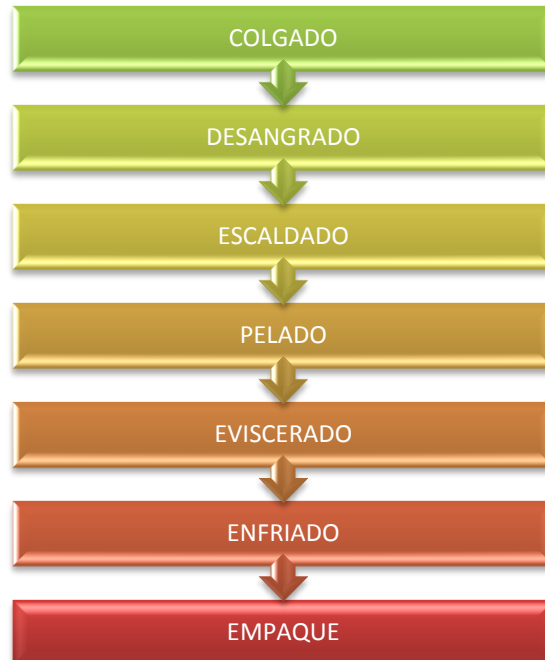 COLGADO
DESANGRADO
ESCALDADO
PELADO
EVISCERADO
ENFRIADO
EMPAQUE